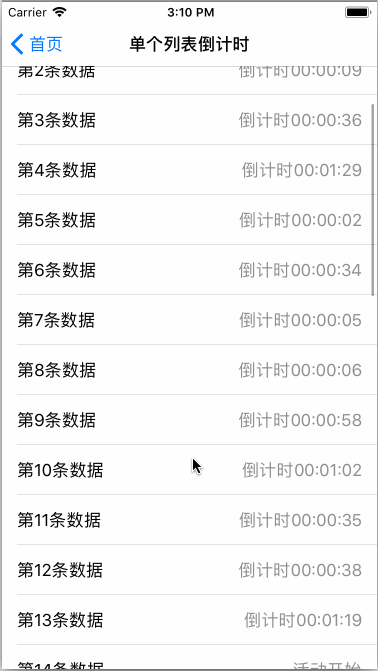 Carrier 3:10 PM
首页 单个列表倒计时
第2条数据 倒计时00:00:09
第3条数据 倒计时00:00:36
第4条数据 倒计时00:01:29
第5条数据 倒计时00:00:02
第6条数据 倒计时00:00:34
第7条数据 倒计时00:00:05
第8条数据 倒计时00:00:06
第9条数据 倒计时00:00:58
第10条数据 倒计时00:01:02
第11条数据 倒计时00:00:35
第12条数据 倒计时00:00:38
第13条数据 倒计时00:01:19
第14条数据 活动开始